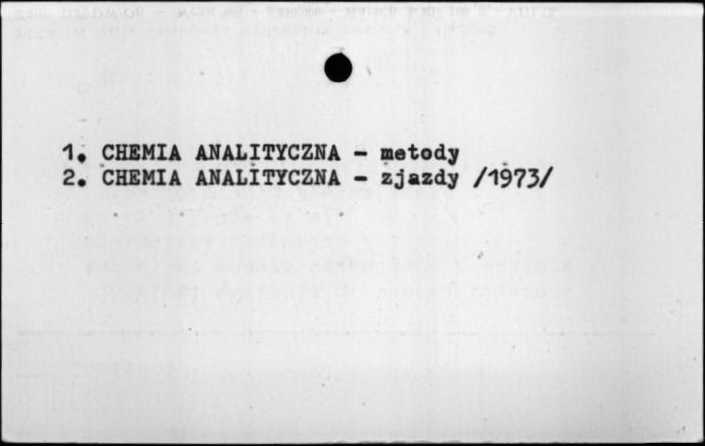 1. CHEMIA ANALITYCZNA - metody
2. CHEMIA ANALITYCZNA - zjazdy /1973/